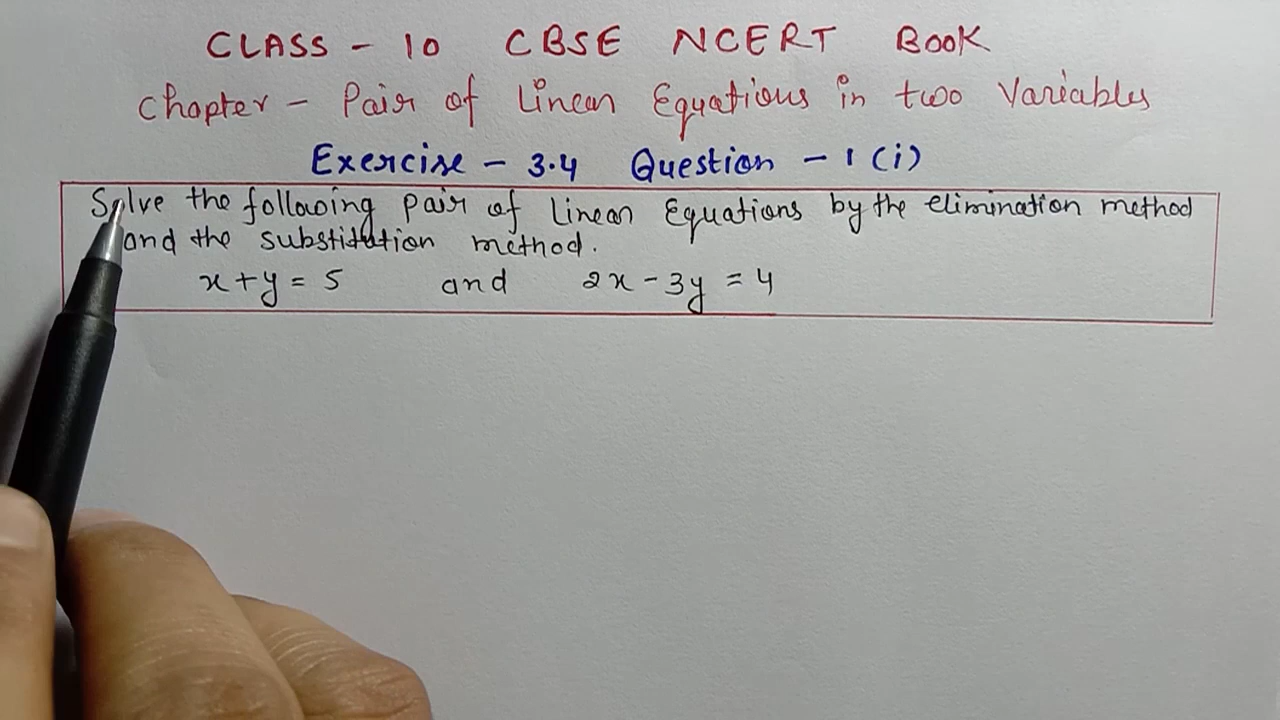 CLASS - 10 CBSE NCERT BOOK
Chapter - Pair of Linear Equations in two Variables
Exercise - 3.4 Question - 1 (i)
Solve the following pair of Linear Equations by the elimination method
and the substitution method.
x + y = 5 and 2x - 3y = 4